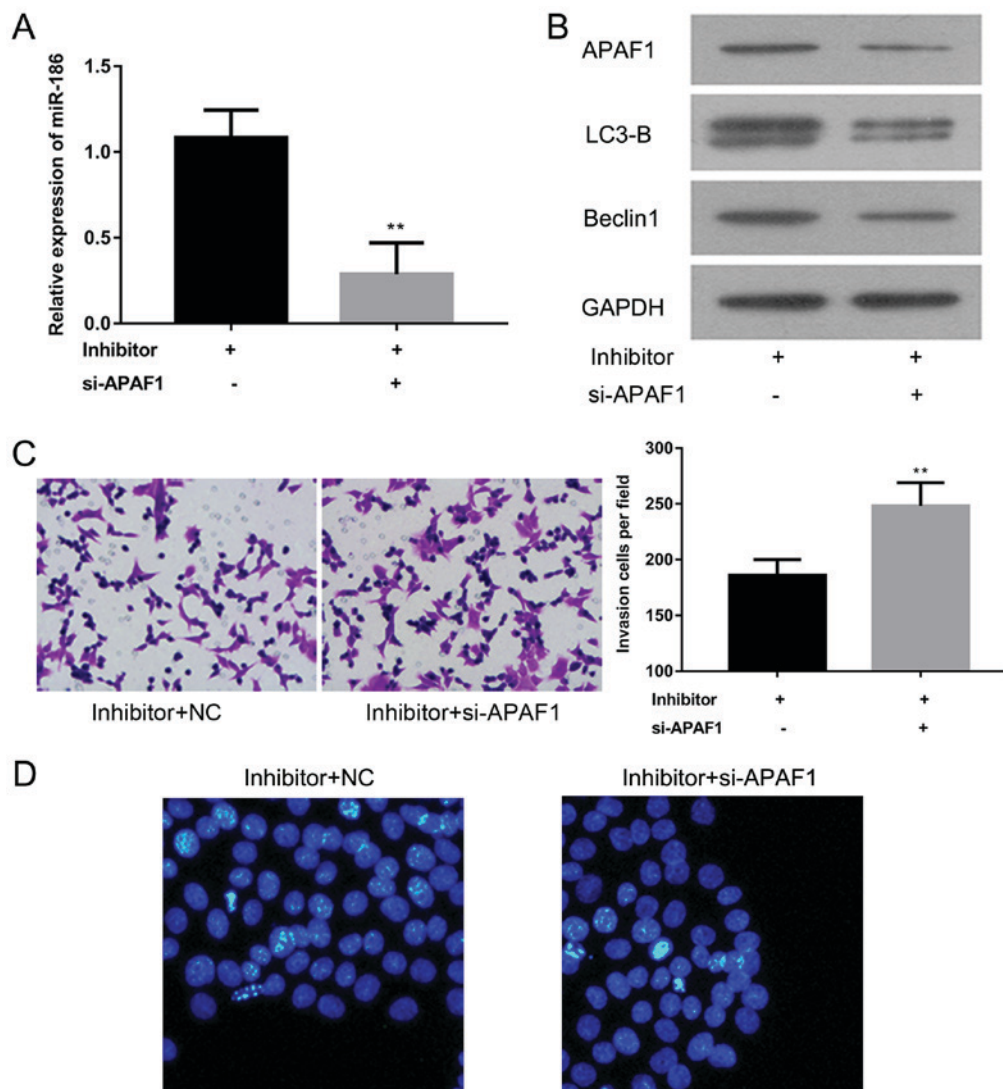 A
Relative expression of miR-186
1.5
1.0
0.5
0.0
**
Inhibitor + +
si-APAF1 - +
B
APAF1
LC3-B
Beclin1
GAPDH
Inhibitor + +
si-APAF1 - +
C
Inhibitor+NC Inhibitor+si-APAF1
Invasion cells per field
300
250
200
150
100
**
Inhibitor + +
si-APAF1 - +
D
Inhibitor+NC Inhibitor+si-APAF1